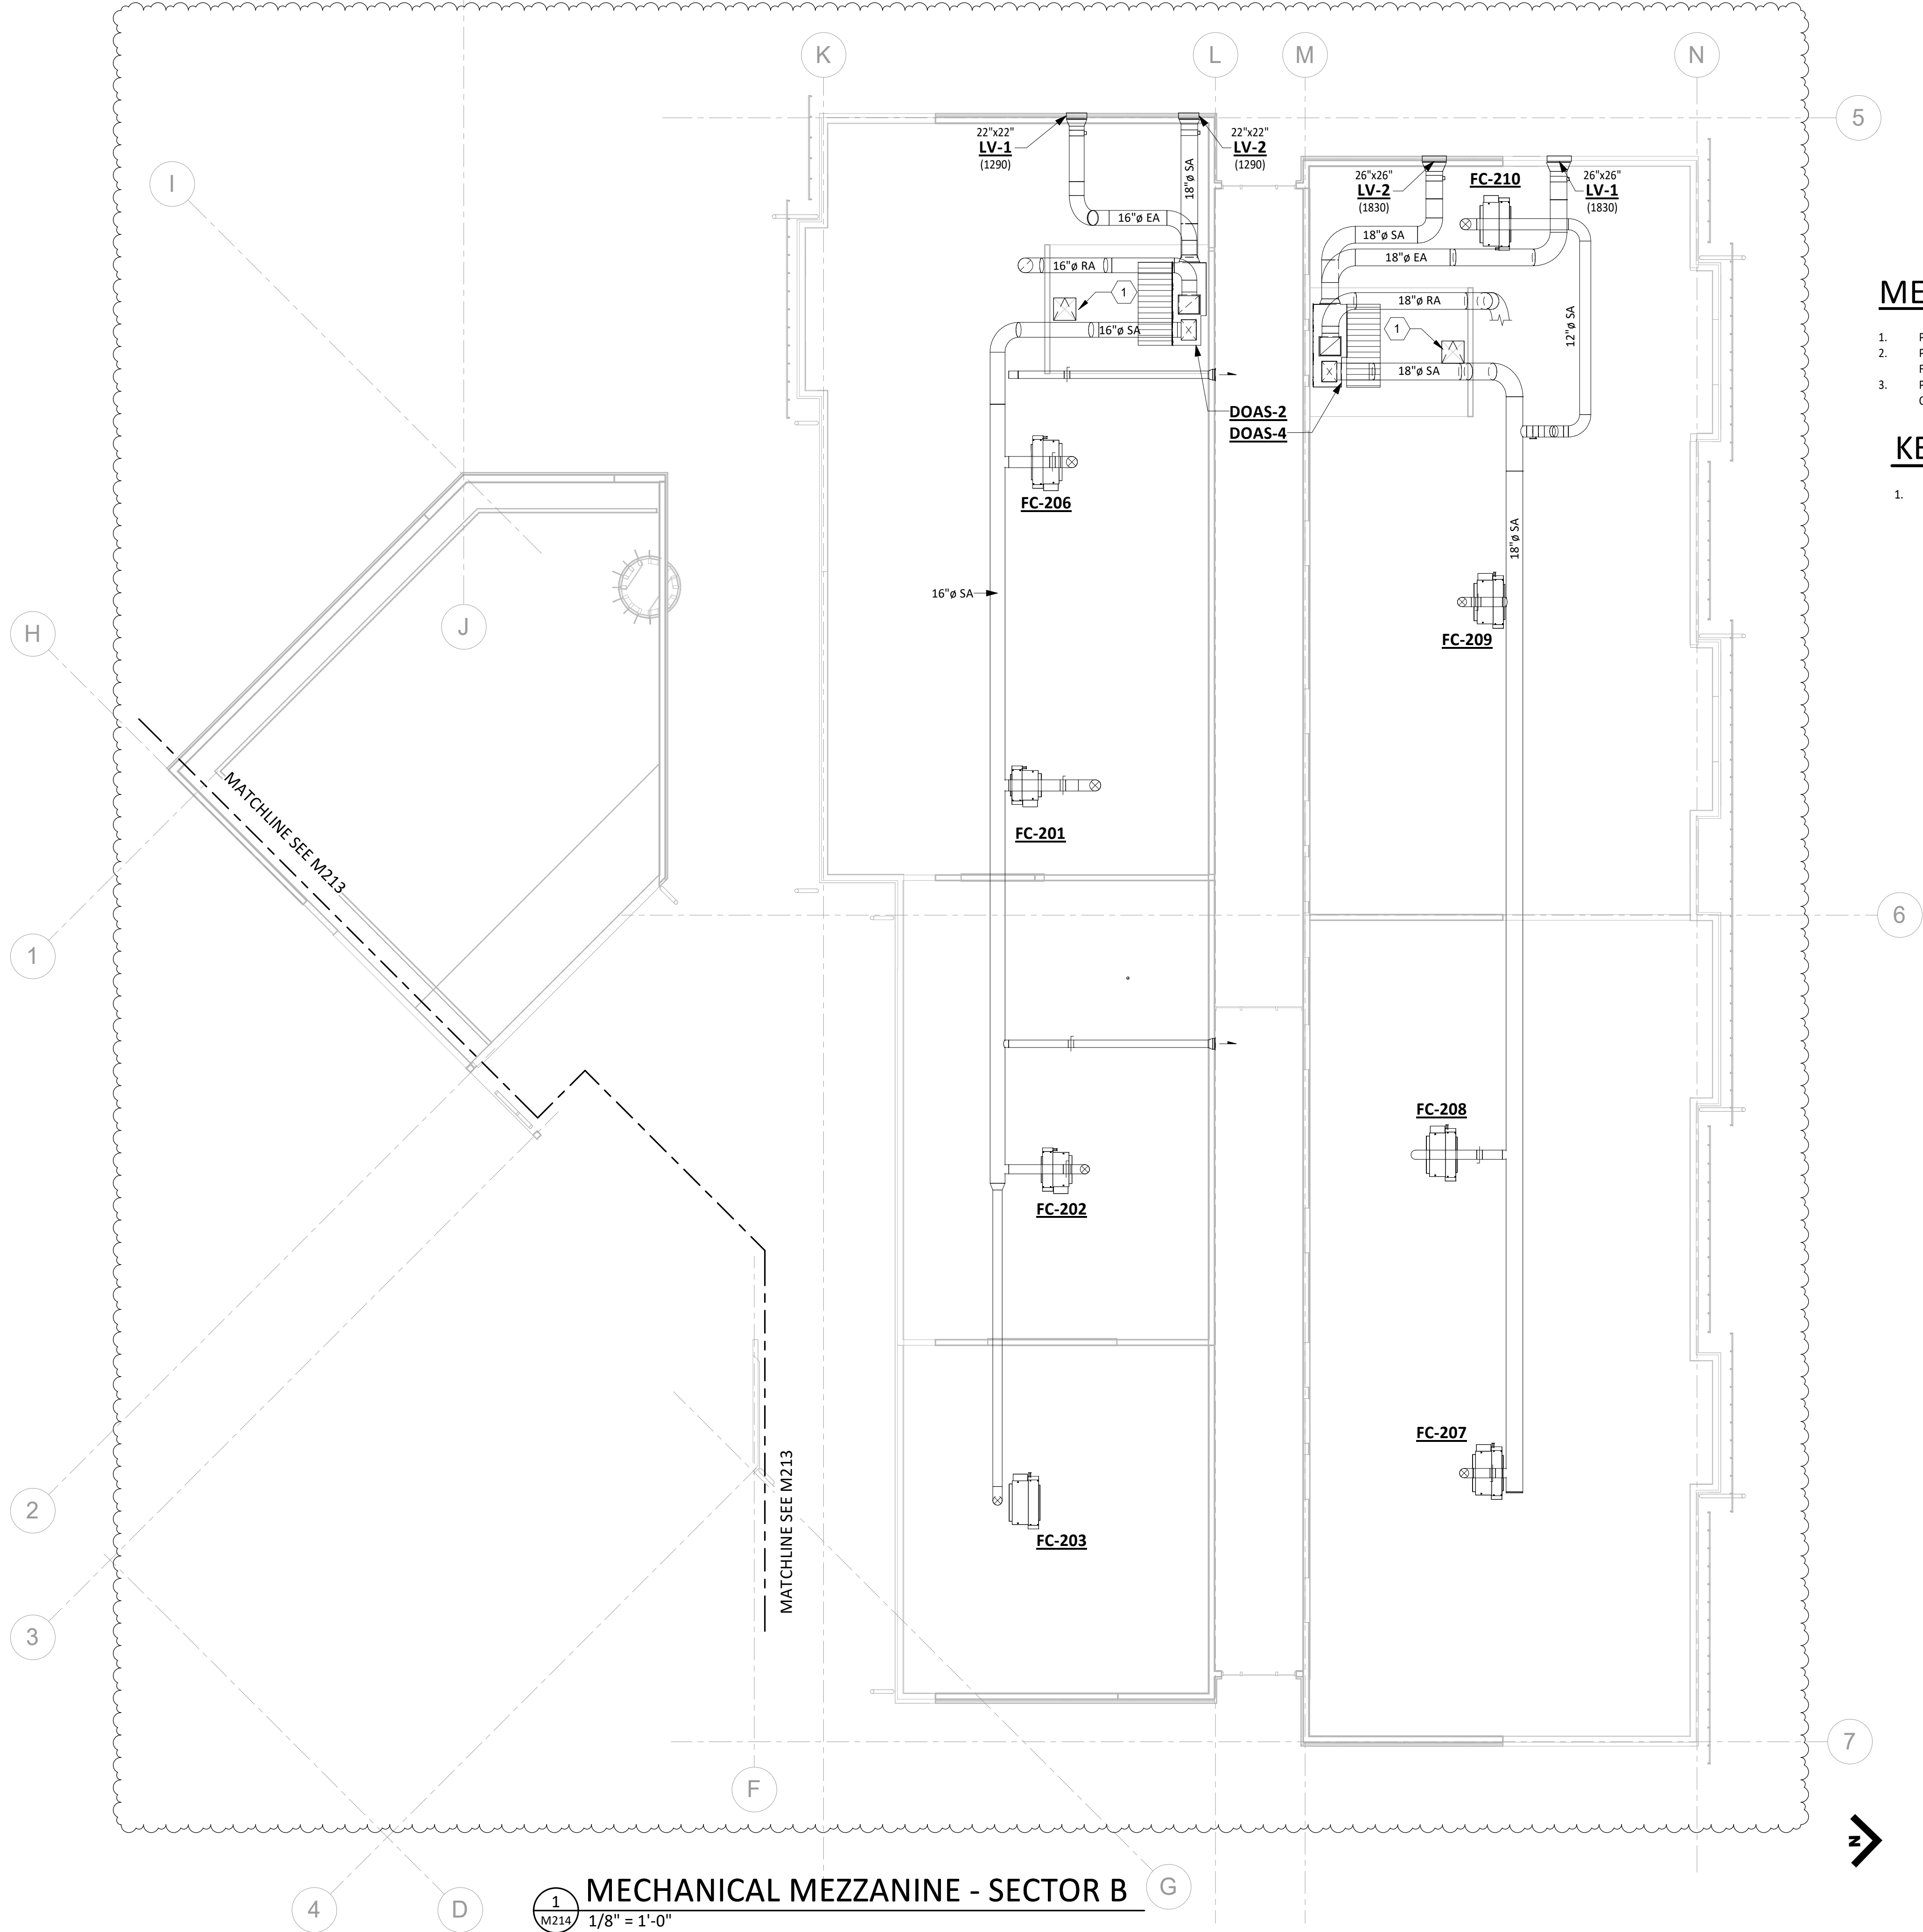 K
L
M
N
5
22"x22"
LV-1
(1290)
22"x22"
LV-2
(1290)
18"ø SA
26"x26"
LV-2
(1830)
FC-210
26"x26"
LV-1
(1830)
I
16"ø EA
18"ø SA
18"ø EA
16"ø RA
1
18"ø RA
1
16"ø SA
12"ø SA
18"ø SA
ME
1. P
2. P
F
3. P
C
DOAS-2
DOAS-4
KE
1.
FC-206
18"ø SA
16"ø SA
H
J
FC-209
MATCHLINE SEE M213
FC-201
6
1
FC-208
FC-202
FC-207
MATCHLINE SEE M213
2
FC-203
3
7
F
N
G
4
D
1
M214
MECHANICAL MEZZANINE - SECTOR B
1/8" = 1'-0"